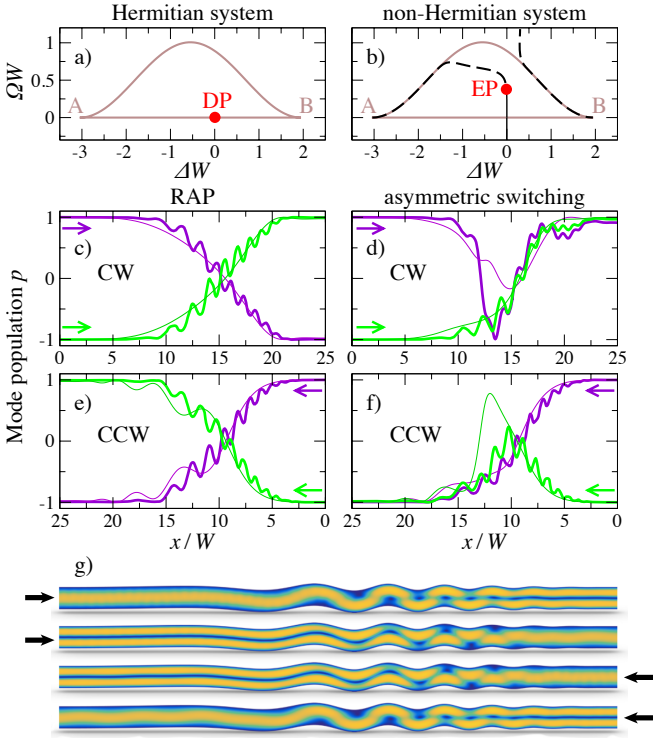 Hermitian system
non-Hermitian system
ΩW
1
0.5
0
a)
A
DP
B
-3 -2 -1 0 1 2
ΔW
1
0.5
0
b)
A
EP
B
-3 -2 -1 0 1 2
ΔW
RAP
asymmetric switching
Mode population p
1
0
-1
c)
CW
0 5 10 15 20 25
1
0
-1
d)
CW
0 5 10 15 20 25
1
0
-1
e)
CCW
25 20 15 10 5 0
x / W
1
0
-1
f)
CCW
25 20 15 10 5 0
x / W
g)